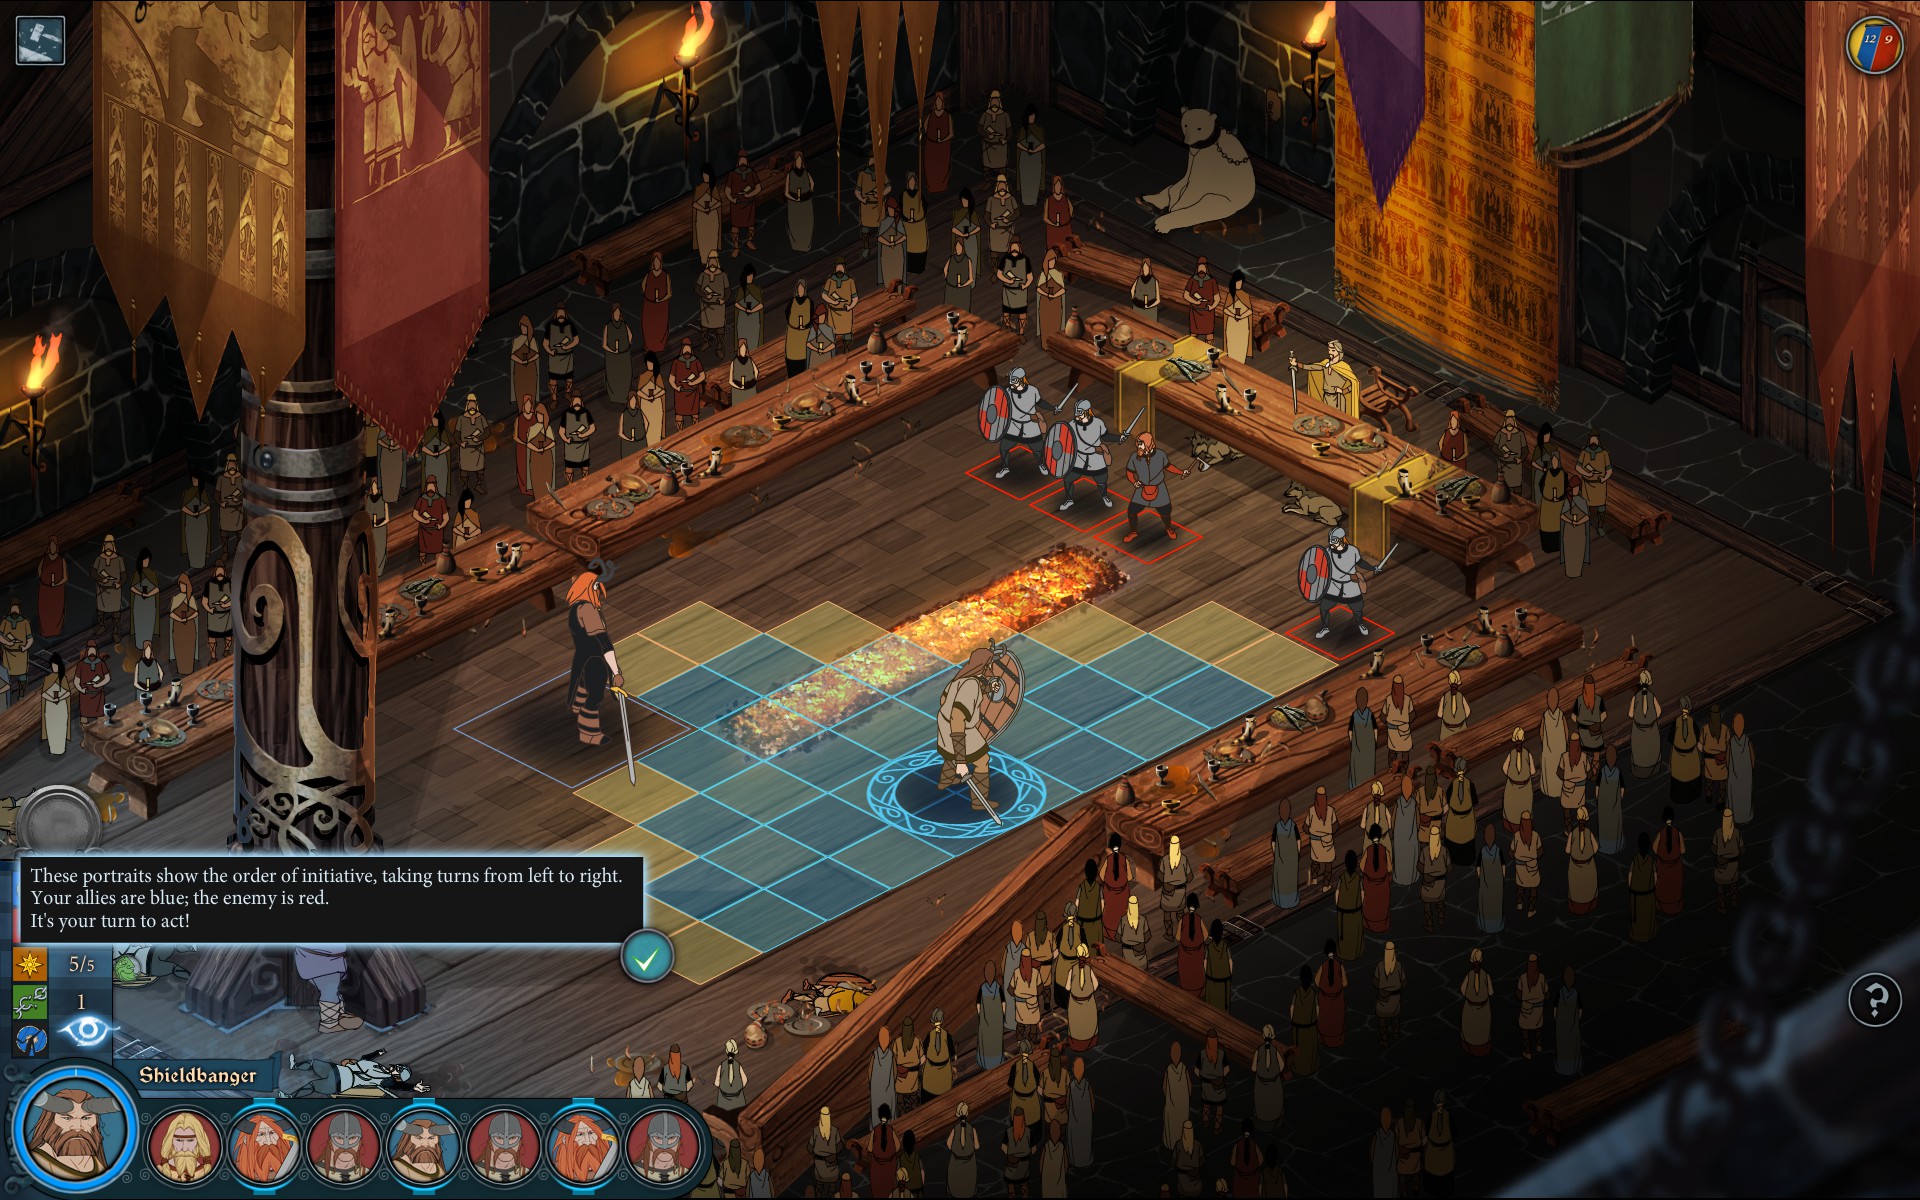 12 9
These portraits show the order of initiative, taking turns from left to right.
Your allies are blue; the enemy is red.
It's your turn to act!
5/5
1
?
Shieldbanger